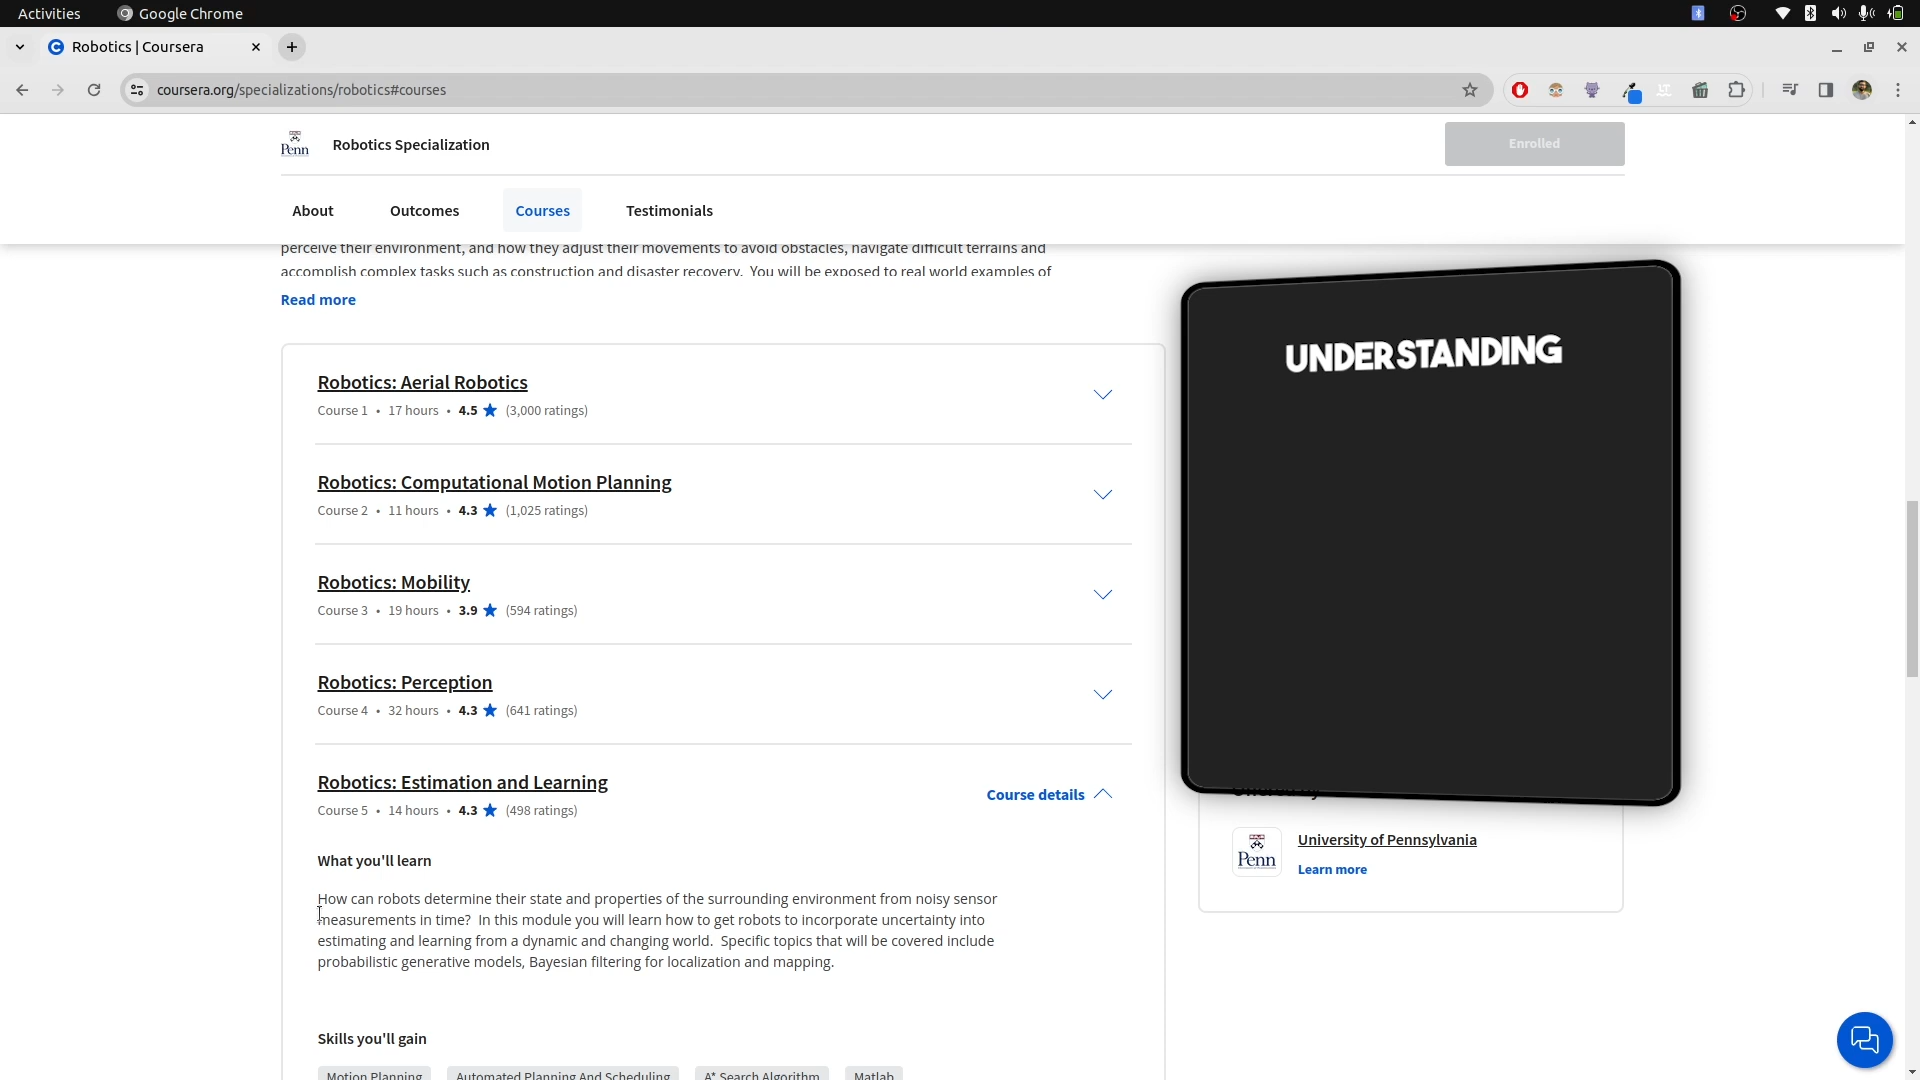 Activities
Google Chrome
Robotics | Coursera
coursera.org/specializations/robotics#courses
Penn
Robotics Specialization
Enrolled
About
Outcomes
Courses
Testimonials
perceive their environment, and how they adjust their movements to avoid obstacles, navigate difficult terrains and
accomplish complex tasks such as construction and disaster recovery. You will be exposed to real world examples of
Read more
UNDERSTANDING
Robotics: Aerial Robotics
Course 1 • 17 hours • 4.5 ★ (3,000 ratings)
Robotics: Computational Motion Planning
Course 2 • 11 hours • 4.3 ★ (1,025 ratings)
Robotics: Mobility
Course 3 • 19 hours • 3.9 ★ (594 ratings)
Robotics: Perception
Course 4 • 32 hours • 4.3 ★ (641 ratings)
Robotics: Estimation and Learning
Course 5 • 14 hours • 4.3 ★ (498 ratings)
Course details
What you'll learn
How can robots determine their state and properties of the surrounding environment from noisy sensor
measurements in time? In this module you will learn how to get robots to incorporate uncertainty into
estimating and learning from a dynamic and changing world. Specific topics that will be covered include
probabilistic generative models, Bayesian filtering for localization and mapping.
Skills you'll gain
Motion Planning
Automated Planning And Scheduling
A* Search Algorithm
Matlab
Penn
University of Pennsylvania
Learn more